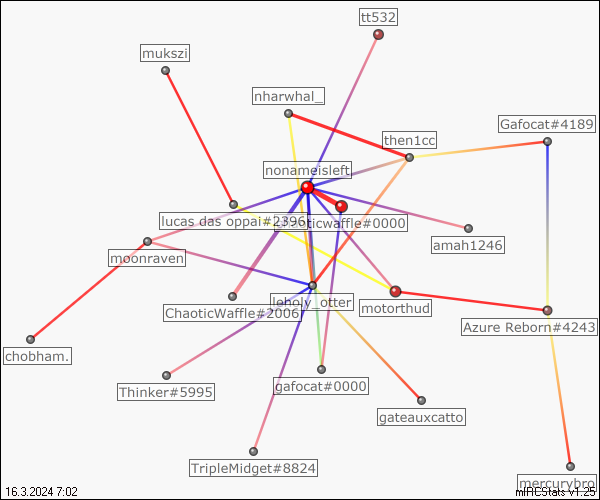 tt532
mukszi
nharwhal_
Gafocat#4189
then1cc
nonameisleft
lucas das oppai#2396
oticwaffle#0000
amah1246
moonraven
leholy_otter
motorthud
ChaoticWaffle#2006
Azure Reborn#4243
chobham.
Thinker#5995
gafocat#0000
gateauxcatto
TripleMidget#8824
mercurybro
16.3.2024 7:02
mIRCStats v1.25